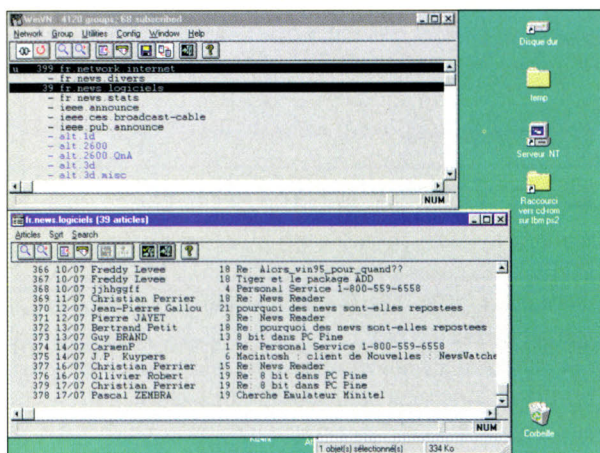 WinVN - 4120 groups; 68 subscribed
Network Group Utilities Config Window Help
u 399 fr.network.internet
- fr.news.divers
39 fr.news.logiciels
- fr.news.stats
- ieee.announce
- ieee.ces.broadcast-cable
- ieee.pub.announce
- alt.1d
- alt.2600
- alt.2600.QnA
- alt.3d
- alt.3d.misc
NUM
fr.news.logiciels (39 articles)
Articles Sort Search
366 10/07 Freddy Levee 18 Re: Alors_win95_pour_quand??
367 10/07 Freddy Levee 18 Tiger et le package ADD
368 10/07 jjhhggff 4 Personal Service 1-800-559-6558
369 11/07 Christian Perrier 18 Re: News Reader
370 12/07 Jean-Pierre Gallou 21 pourquoi des news sont-elles repostees
371 12/07 Pierre JAYET 3 Re: News Reader
372 13/07 Bertrand Petit 18 Re: pourquoi des news sont-elles repostees
373 13/07 Guy BRAND 13 8 bit dans PC Pine
374 14/07 CarmenP 1 Re: Personal Service 1-800-559-6558
375 14/07 J.P. Kuypers 6 Macintosh : client de Nouvelles : NewsWatche
377 16/07 Christian Perrier 15 Re: News Reader
376 16/07 Ollivier Robert 19 Re: 8 bit dans PC Pine
379 17/07 Christian Perrier 19 Re: 8 bit dans PC Pine
378 17/07 Pascal ZEMBRA 19 Cherche Emulateur Minitel
NUM
1 objet(s) sélectionné(s) 334 Ko
Disque dur
temp
Serveur NT
Raccourci
vers cd-rom
sur Ibm ps2
Corbeille